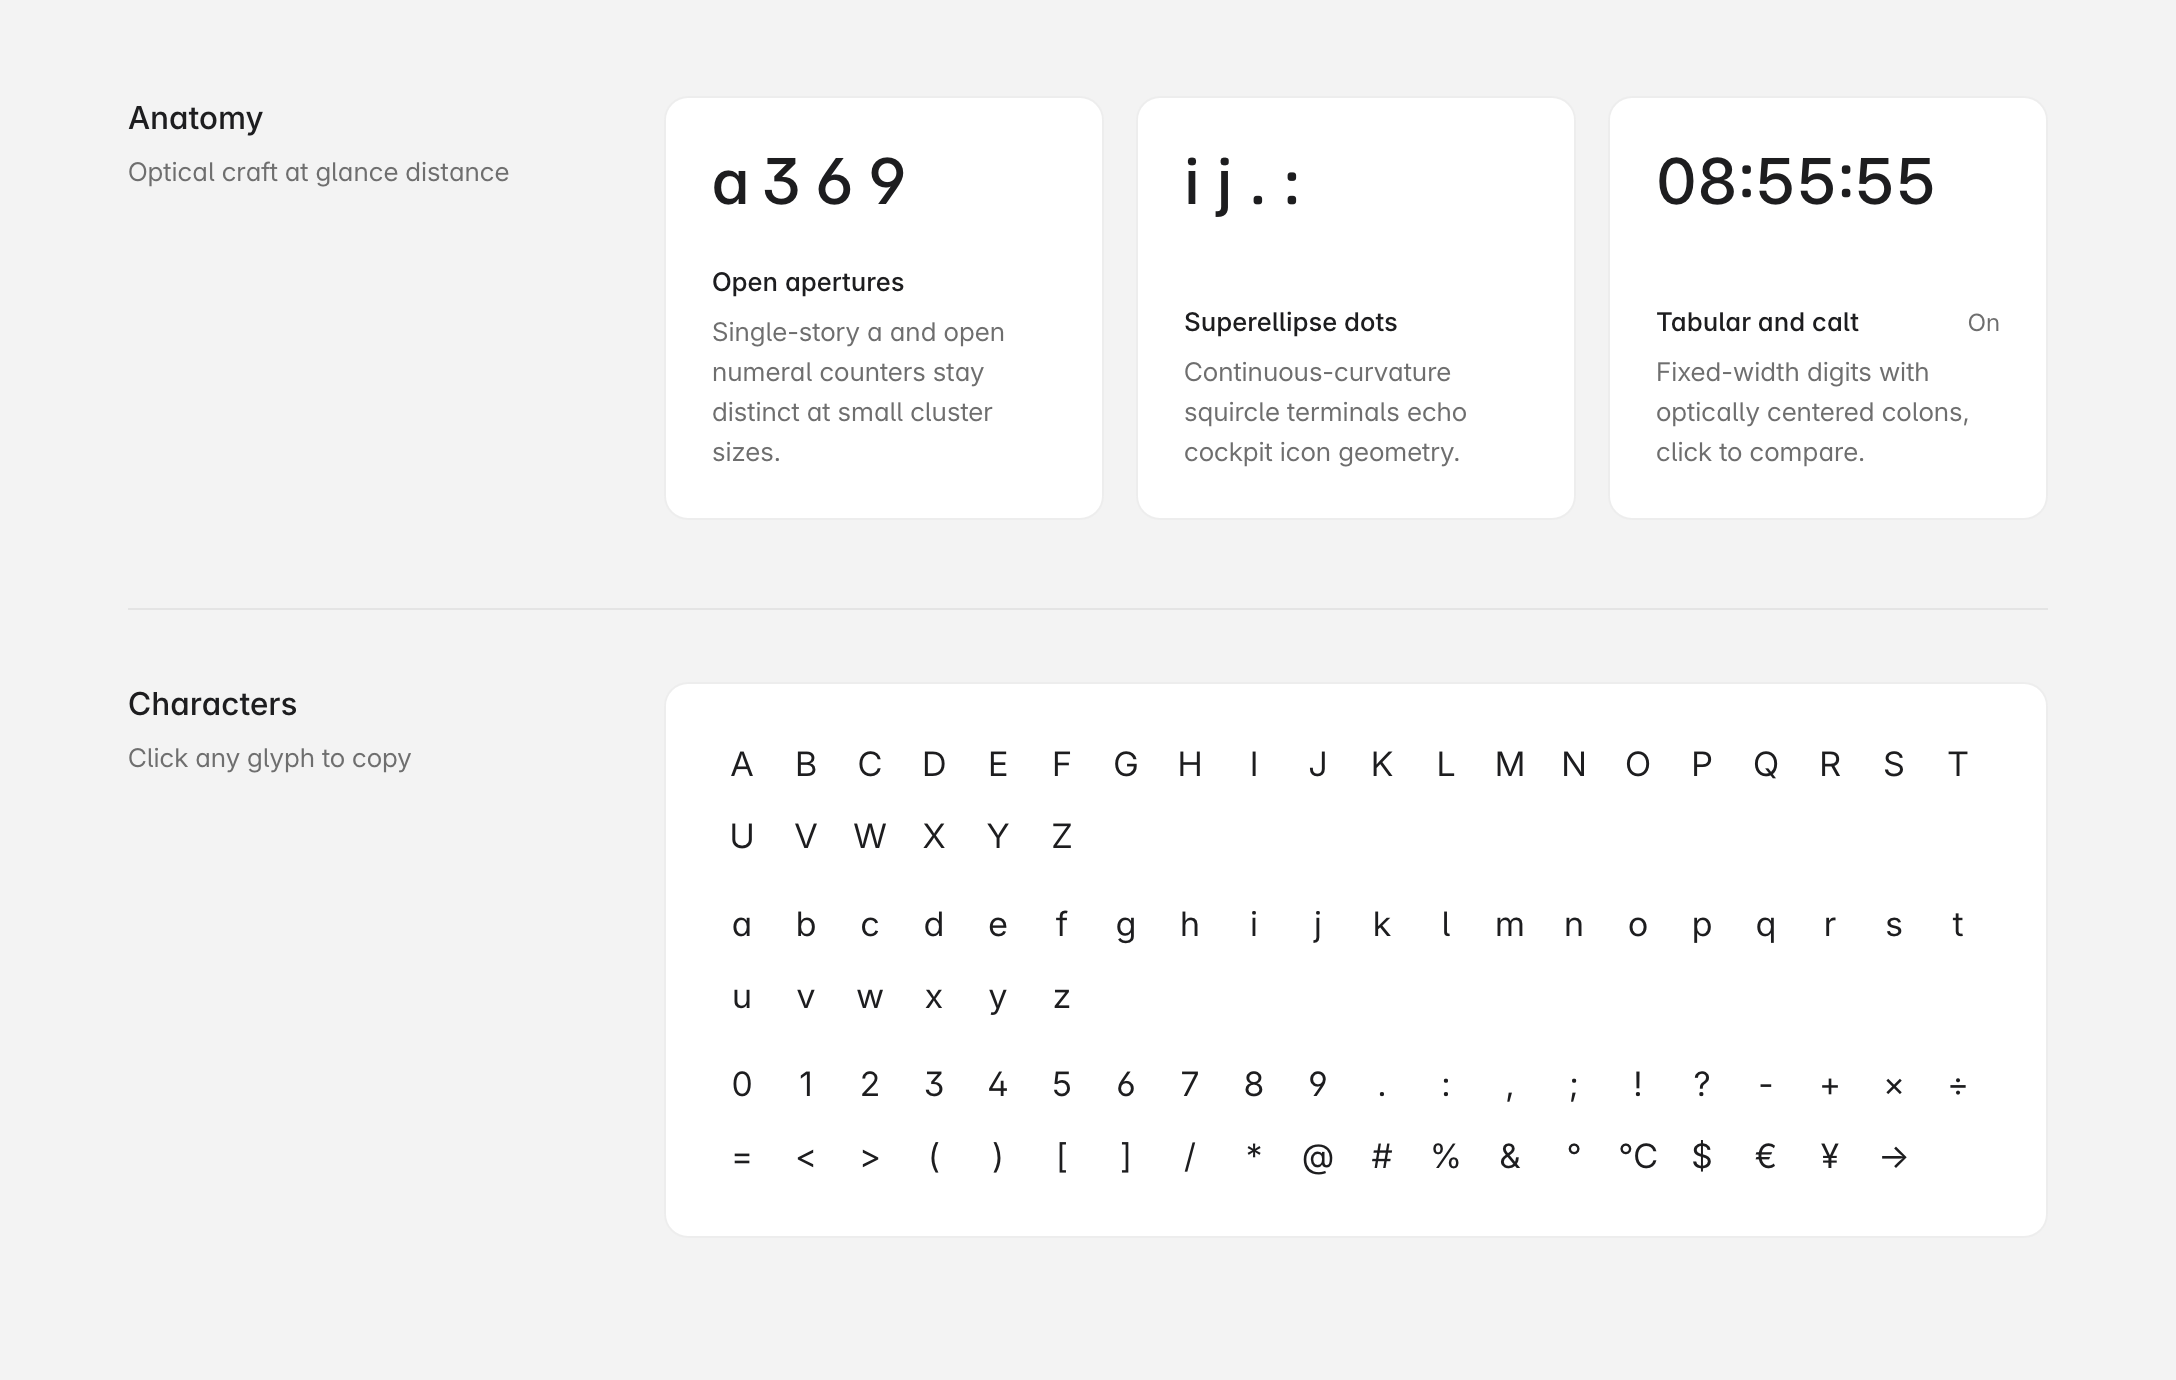 Anatomy
Optical craft at glance distance
a 3 6 9
Open apertures
Single-story a and open
numeral counters stay
distinct at small cluster
sizes.
i j . :
Superellipse dots
Continuous-curvature
squircle terminals echo
cockpit icon geometry.
08:55:55
Tabular and calt On
Fixed-width digits with
optically centered colons,
click to compare.
Characters
Click any glyph to copy
A B C D E F G H I J K L M N O P Q R S T
U V W X Y Z
a b c d e f g h i j k l m n o p q r s t
u v w x y z
0 1 2 3 4 5 6 7 8 9 . : , ; ! ? - + × ÷
= < > ( ) [ ] / * @ # % & ° °C $ € ¥ →